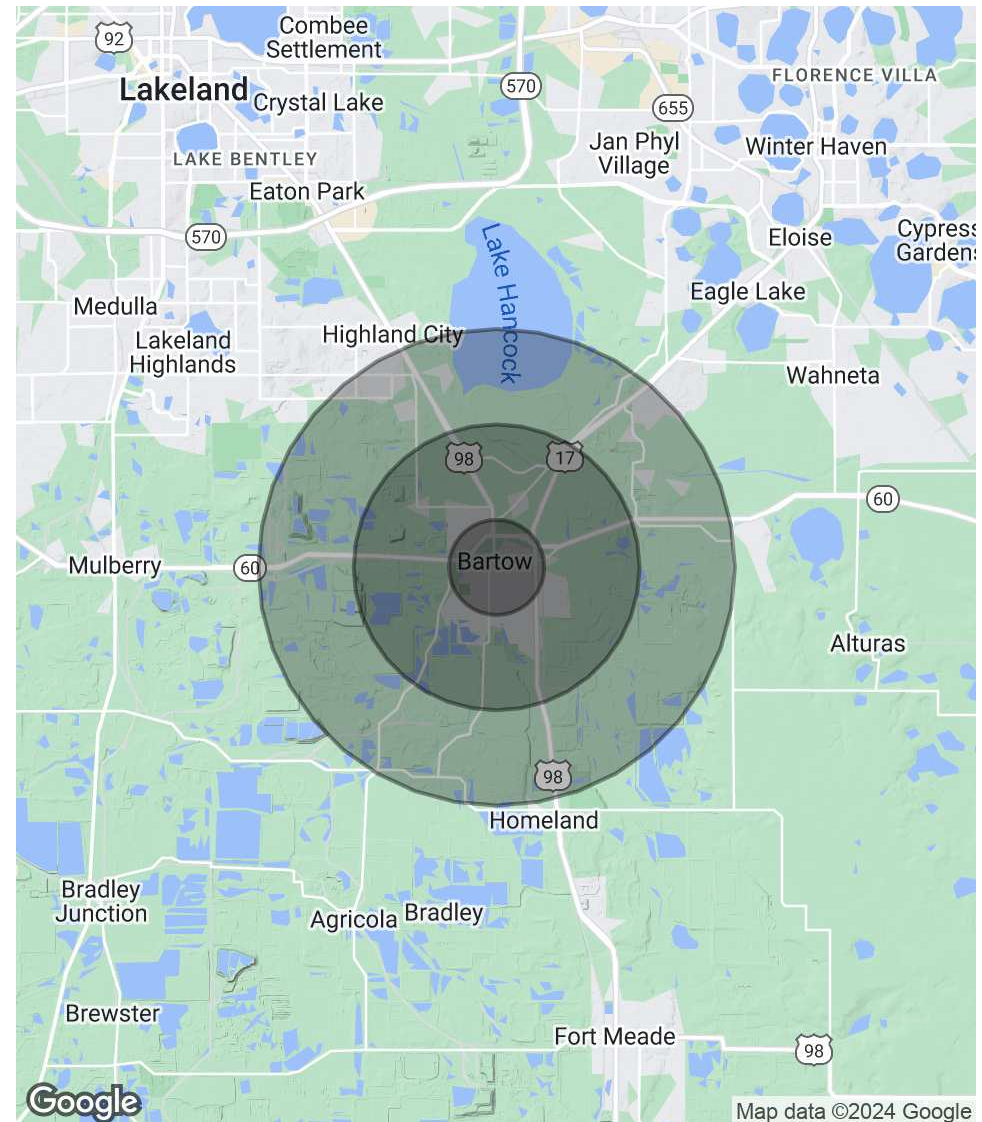 Combee
Settlement
92
FLORENCE VILLA
570
Lakeland
Crystal Lake
655
Jan Phyl
Village
Winter Haven
LAKE BENTLEY
Eaton Park
570
Eloise
Cypress
Gardens
Lake Hancock
Eagle Lake
Medulla
Highland City
Lakeland
Highlands
Wahneta
98
17
60
Bartow
Mulberry
60
Alturas
98
Homeland
Bradley
Junction
Agricola
Bradley
Brewster
Fort Meade
98
Google
Map data ©2024 Google